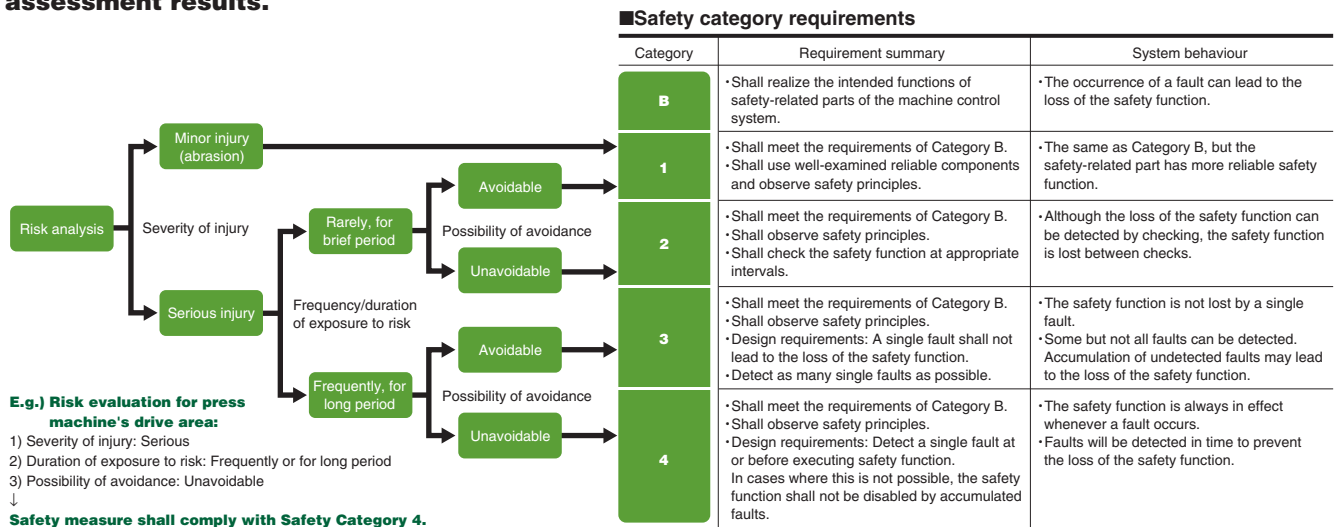 assessment results.
■Safety category requirements
Category
Requirement summary
System behaviour
B
・Shall realize the intended functions of
safety-related parts of the machine control
system.
・The occurrence of a fault can lead to the
loss of the safety function.
1
・Shall meet the requirements of Category B.
・Shall use well-examined reliable components
and observe safety principles.
・The same as Category B, but the
safety-related part has more reliable safety
function.
2
・Shall meet the requirements of Category B.
・Shall observe safety principles.
・Shall check the safety function at appropriate
intervals.
・Although the loss of the safety function can
be detected by checking, the safety function
is lost between checks.
3
・Shall meet the requirements of Category B.
・Shall observe safety principles.
・Design requirements: A single fault shall not
lead to the loss of the safety function.
・Detect as many single faults as possible.
・The safety function is not lost by a single
fault.
・Some but not all faults can be detected.
Accumulation of undetected faults may lead
to the loss of the safety function.
4
・Shall meet the requirements of Category B.
・Shall observe safety principles.
・Design requirements: Detect a single fault at
or before executing safety function.
In cases where this is not possible, the safety
function shall not be disabled by accumulated
faults.
・The safety function is always in effect
whenever a fault occurs.
・Faults will be detected in time to prevent
the loss of the safety function.
Risk analysis
Severity of injury
Minor injury
(abrasion)
Serious injury
Frequency/duration
of exposure to risk
Rarely, for
brief period
Possibility of avoidance
Avoidable
Unavoidable
Frequently, for
long period
Possibility of avoidance
Avoidable
Unavoidable
E.g.) Risk evaluation for press
machine's drive area:
1) Severity of injury: Serious
2) Duration of exposure to risk: Frequently or for long period
3) Possibility of avoidance: Unavoidable
↓
Safety measure shall comply with Safety Category 4.